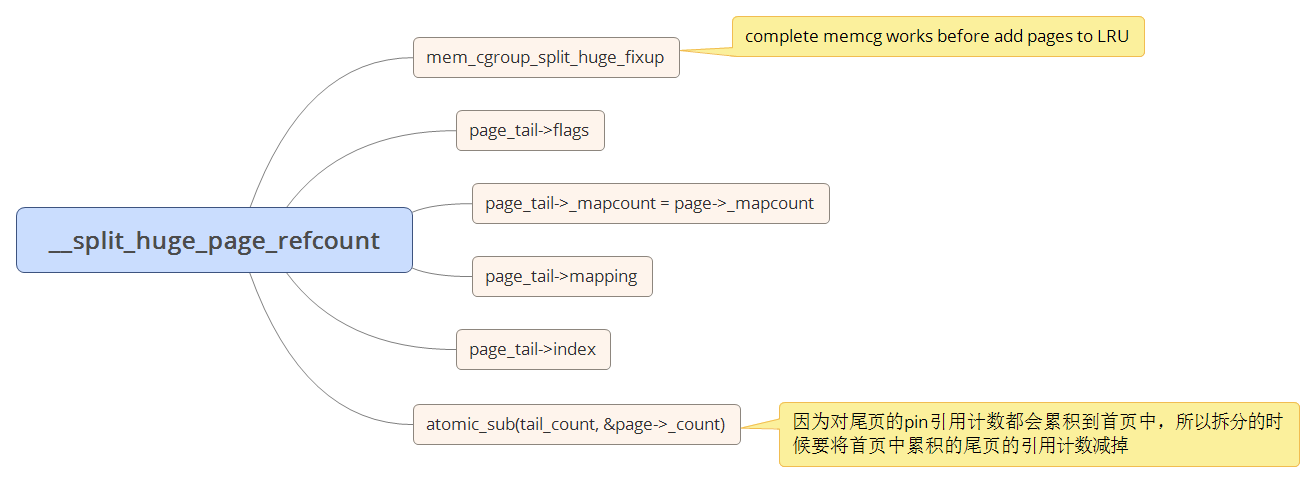 complete memcg works before add pages to LRU
mem_cgroup_split_huge_fixup
page_tail->flags
page_tail->_mapcount = page->_mapcount
__split_huge_page_refcount
page_tail->mapping
page_tail->index
atomic_sub(tail_count, &page->_count)
因为对尾页的pin引用计数都会累积到首页中，所以拆分的时
候要将首页中累积的尾页的引用计数减掉